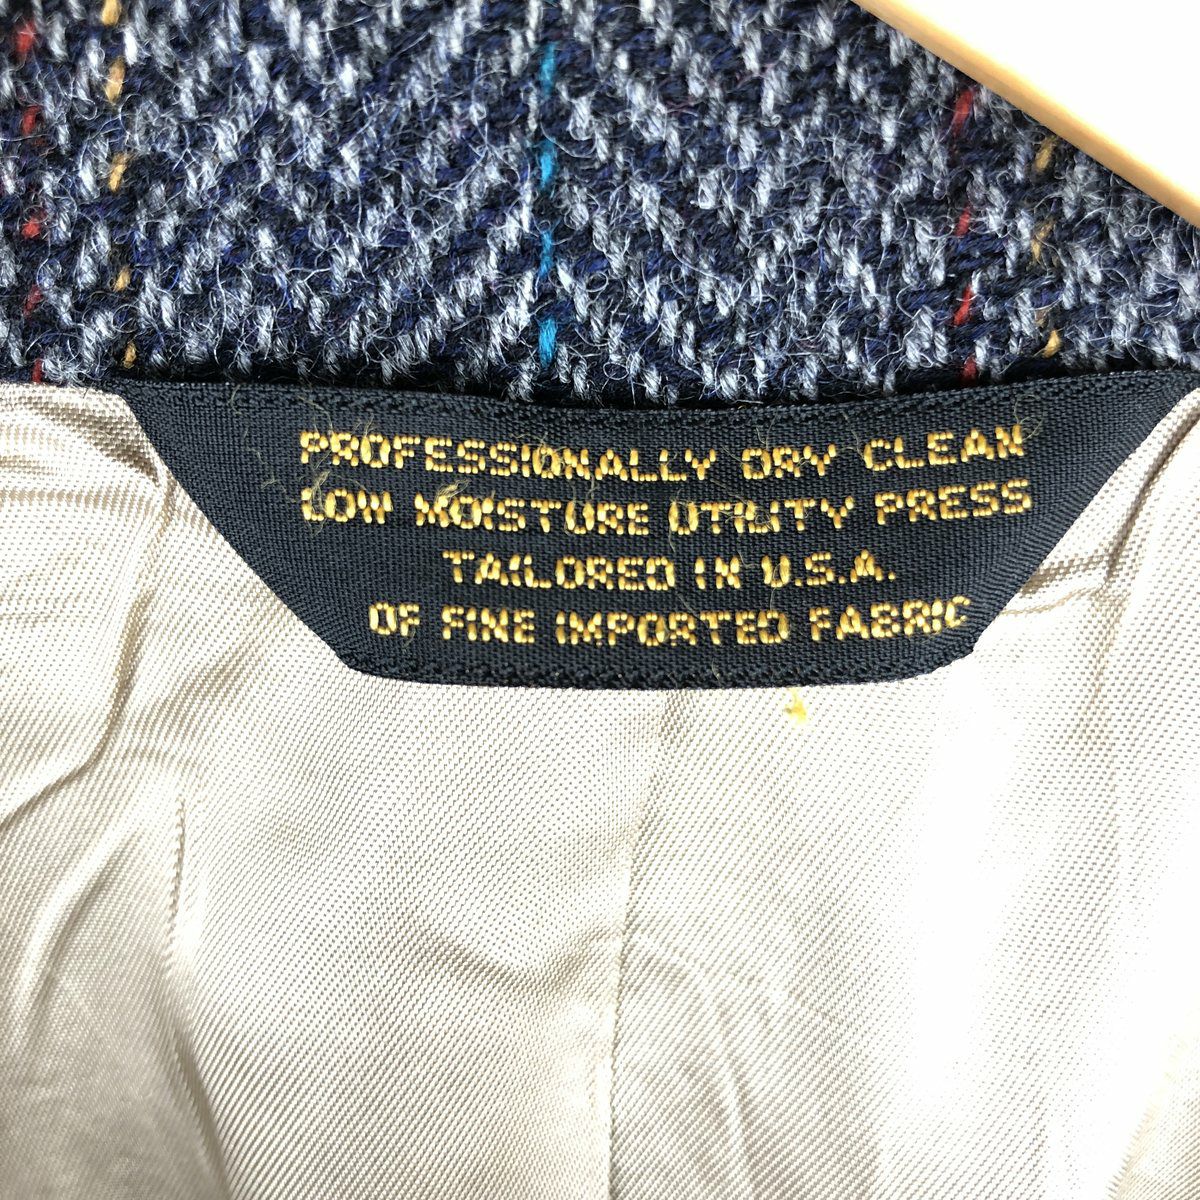 PROFESSIONALLY DRY CLEAN
LOW MOISTURE UTILITY PRESS
TAILORED IN U.S.A.
OF FINE IMPORTED FABRIC